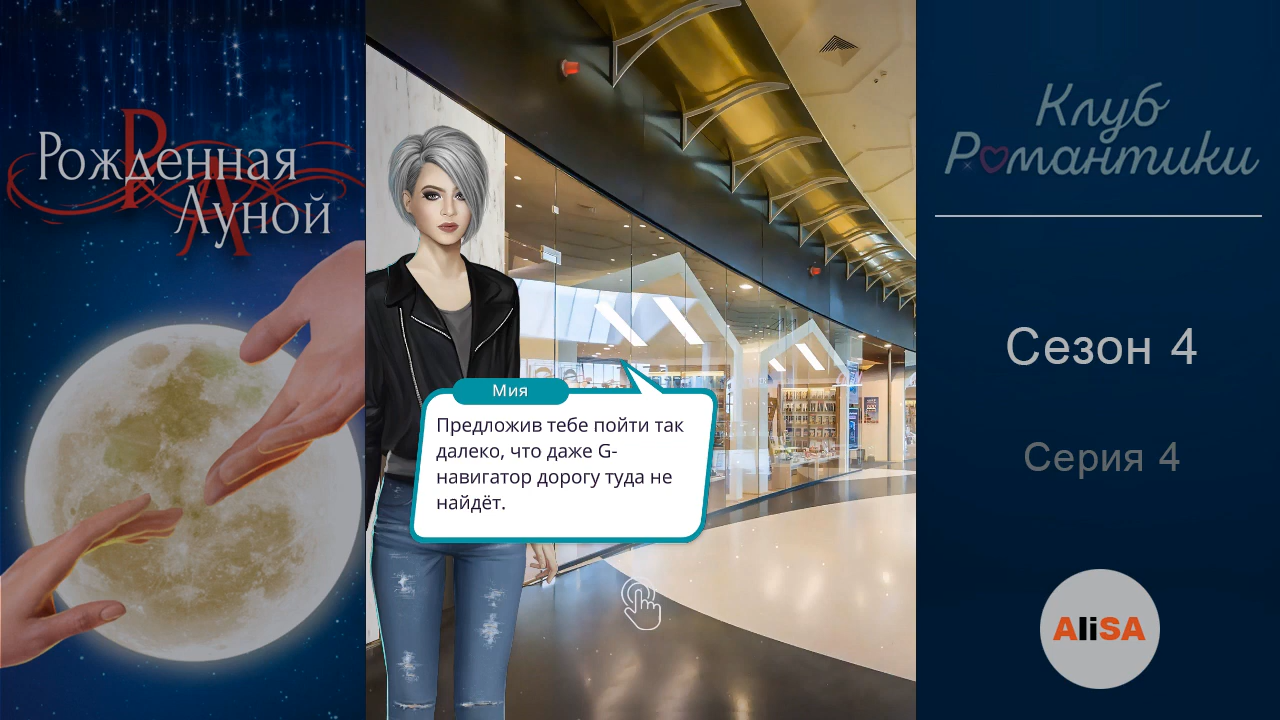 Рожденная
Луной
РЛ
Мия
Предложив тебе пойти так
далеко, что даже G-
навигатор дорогу туда не
найдёт.
Клуб
Романтики
Сезон 4
Серия 4
AliSA